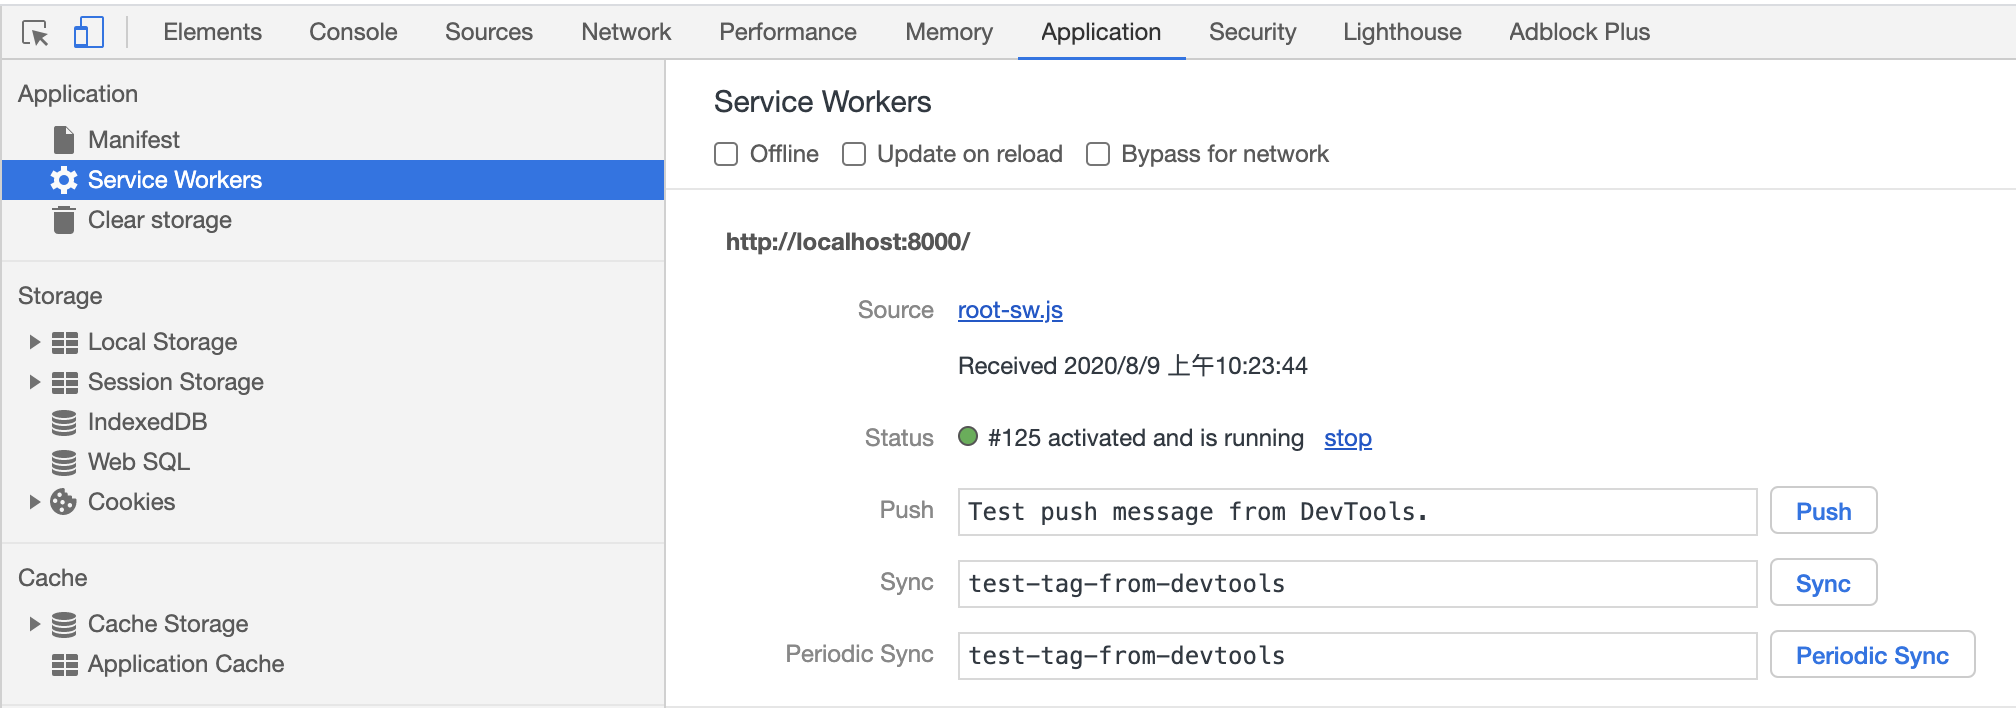 Elements Console Sources Network Performance Memory Application Security Lighthouse Adblock Plus
Application
Manifest
Service Workers
Clear storage
Storage
Local Storage
Session Storage
IndexedDB
Web SQL
Cookies
Cache
Cache Storage
Application Cache
Service Workers
Offline Update on reload Bypass for network
http://localhost:8000/
Source root-sw.js
Received 2020/8/9 上午10:23:44
Status #125 activated and is running stop
Push Test push message from DevTools. Push
Sync test-tag-from-devtools Sync
Periodic Sync test-tag-from-devtools Periodic Sync